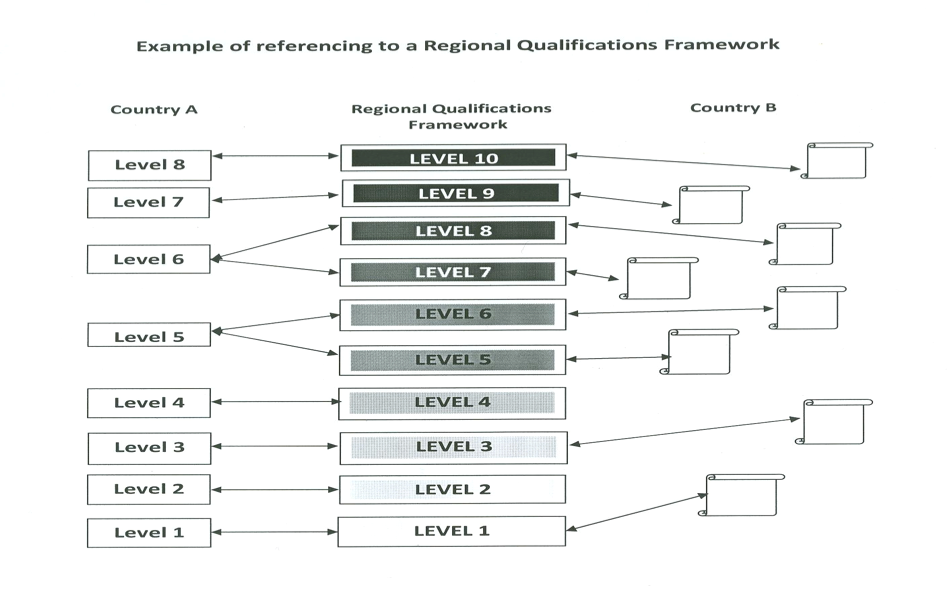 Example of referencing to a Regional Qualifications Framework
Country A
Regional Qualifications
Framework
Country B
Level 8
LEVEL 10
Level 7
LEVEL 9
LEVEL 8
Level 6
LEVEL 7
LEVEL 6
Level 5
LEVEL 5
Level 4
LEVEL 4
Level 3
LEVEL 3
Level 2
LEVEL 2
Level 1
LEVEL 1